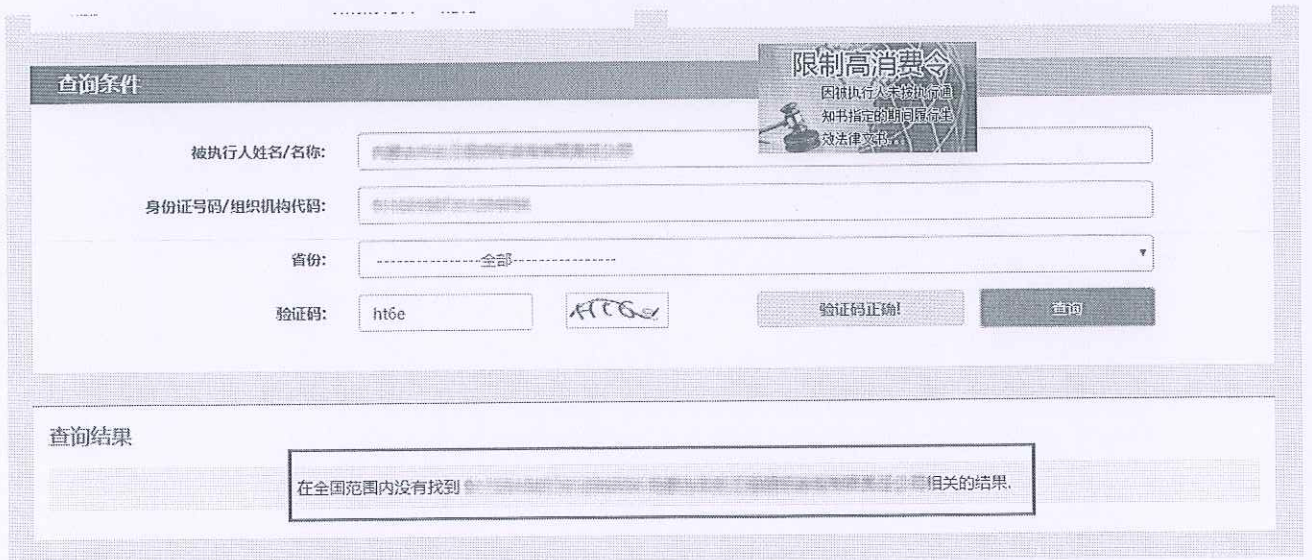 查询条件
限制高消费令
因被执行人未按执行通
知书指定的期间履行生
效法律文书...
被执行人姓名/名称:
身份证号码/组织机构代码:
省份:
-----------------全部-----------------
验证码:
ht6e
验证码正确!
查询
查询结果
在全国范围内没有找到
相关的结果.